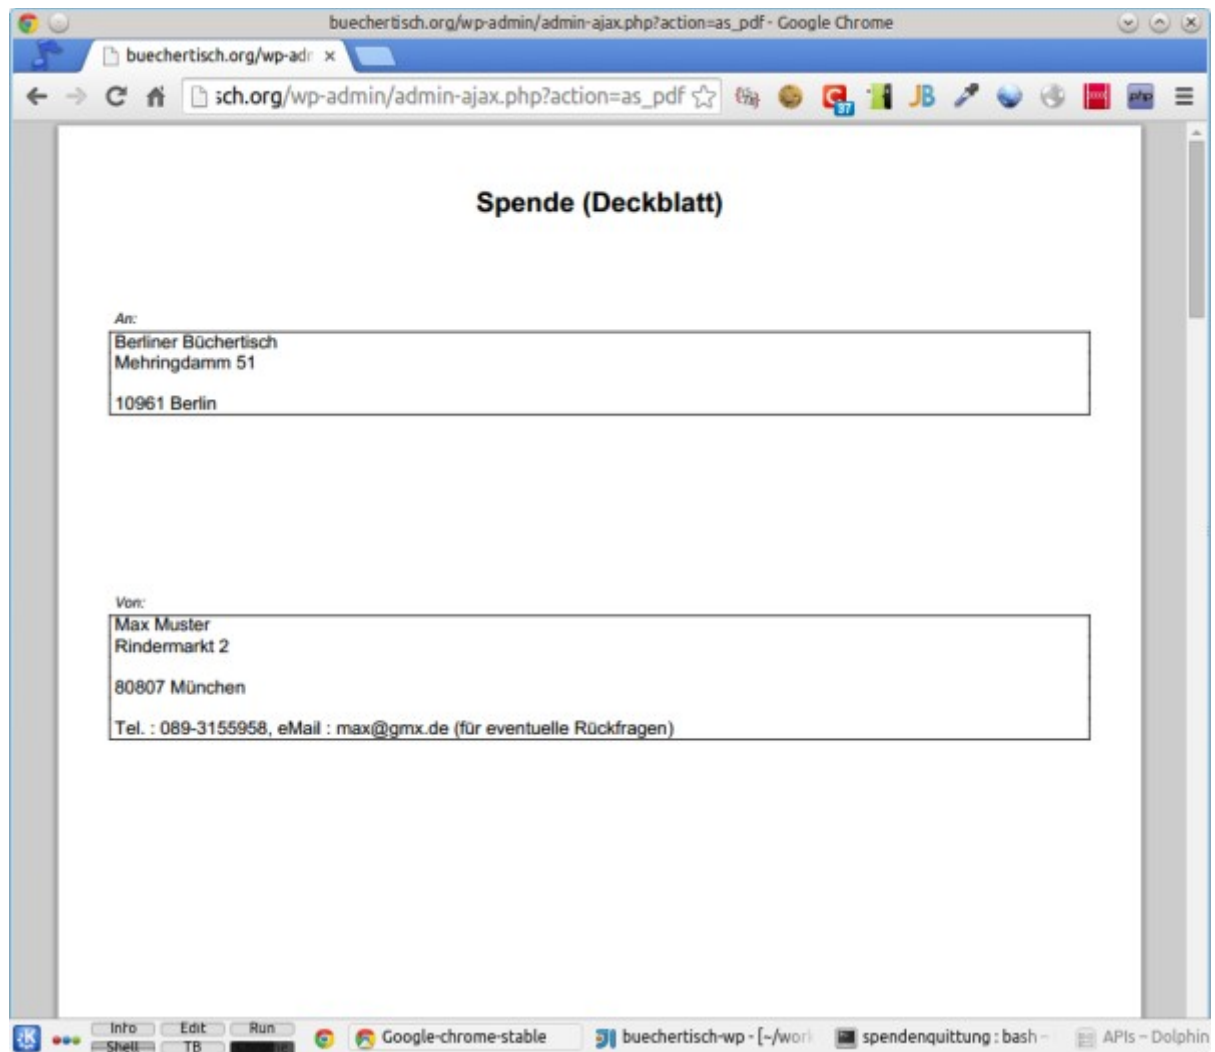 buechertisch.org/wp-admin/admin-ajax.php?action=as_pdf - Google Chrome
buechertisch.org/wp-adr
sch.org/wp-admin/admin-ajax.php?action=as_pdf
37
JB
php
Spende (Deckblatt)
An:
Berliner Büchertisch
Mehringdamm 51
10961 Berlin
Von:
Max Muster
Rindermarkt 2
80807 München
Tel. : 089-3155958, eMail : max@gmx.de (für eventuelle Rückfragen)
Info Edit Run
Shell TB
Google-chrome-stable
buechertisch-wp - [~/work
spendenquittung : bash –
APIs – Dolphin